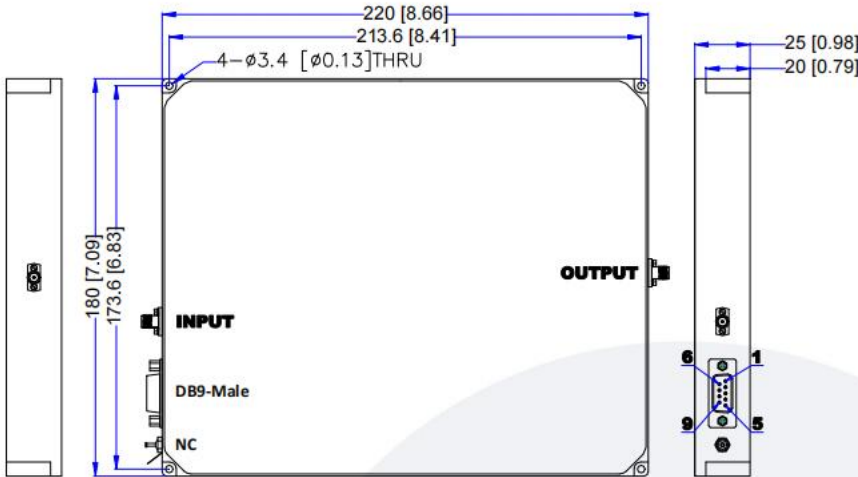 220 [8.66]
213.6 [8.41]
4-ø3.4 [ø0.13]THRU
25 [0.98]
20 [0.79]
180 [7.09]
173.6 [6.83]
OUTPUT
INPUT
DB9-Male
NC
6
1
9
5